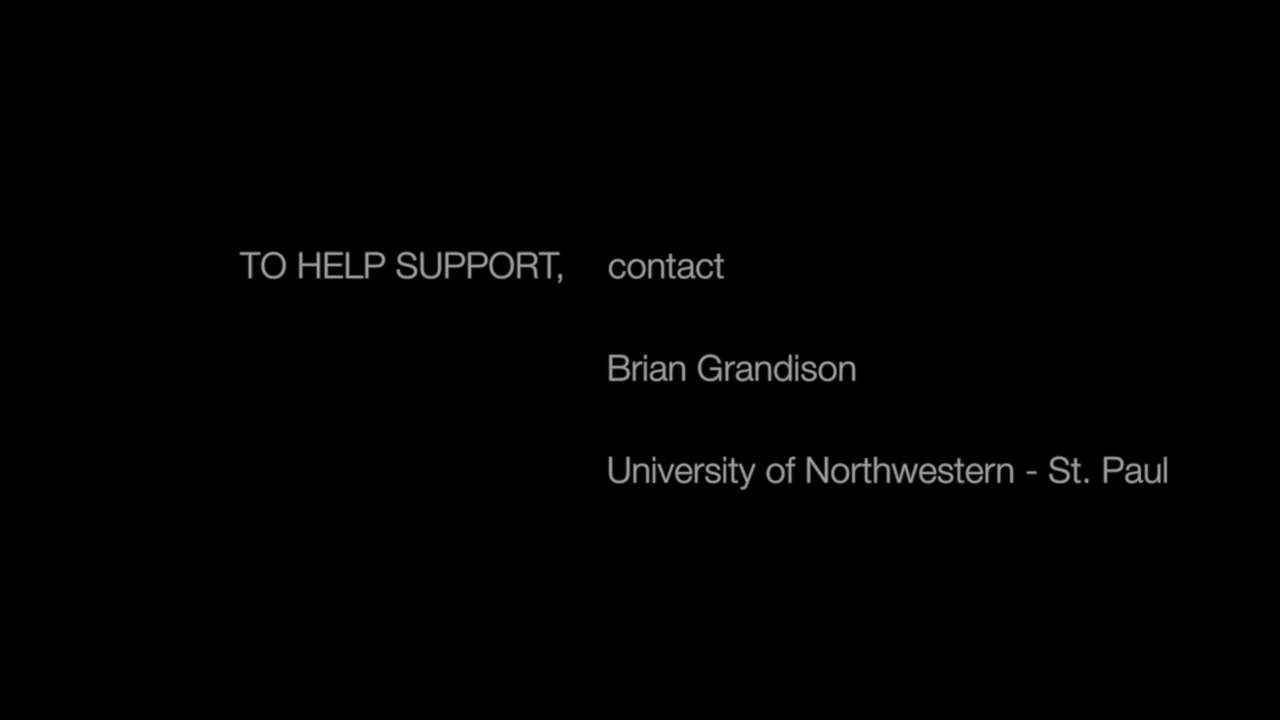 TO HELP SUPPORT, contact
Brian Grandison
University of Northwestern - St. Paul